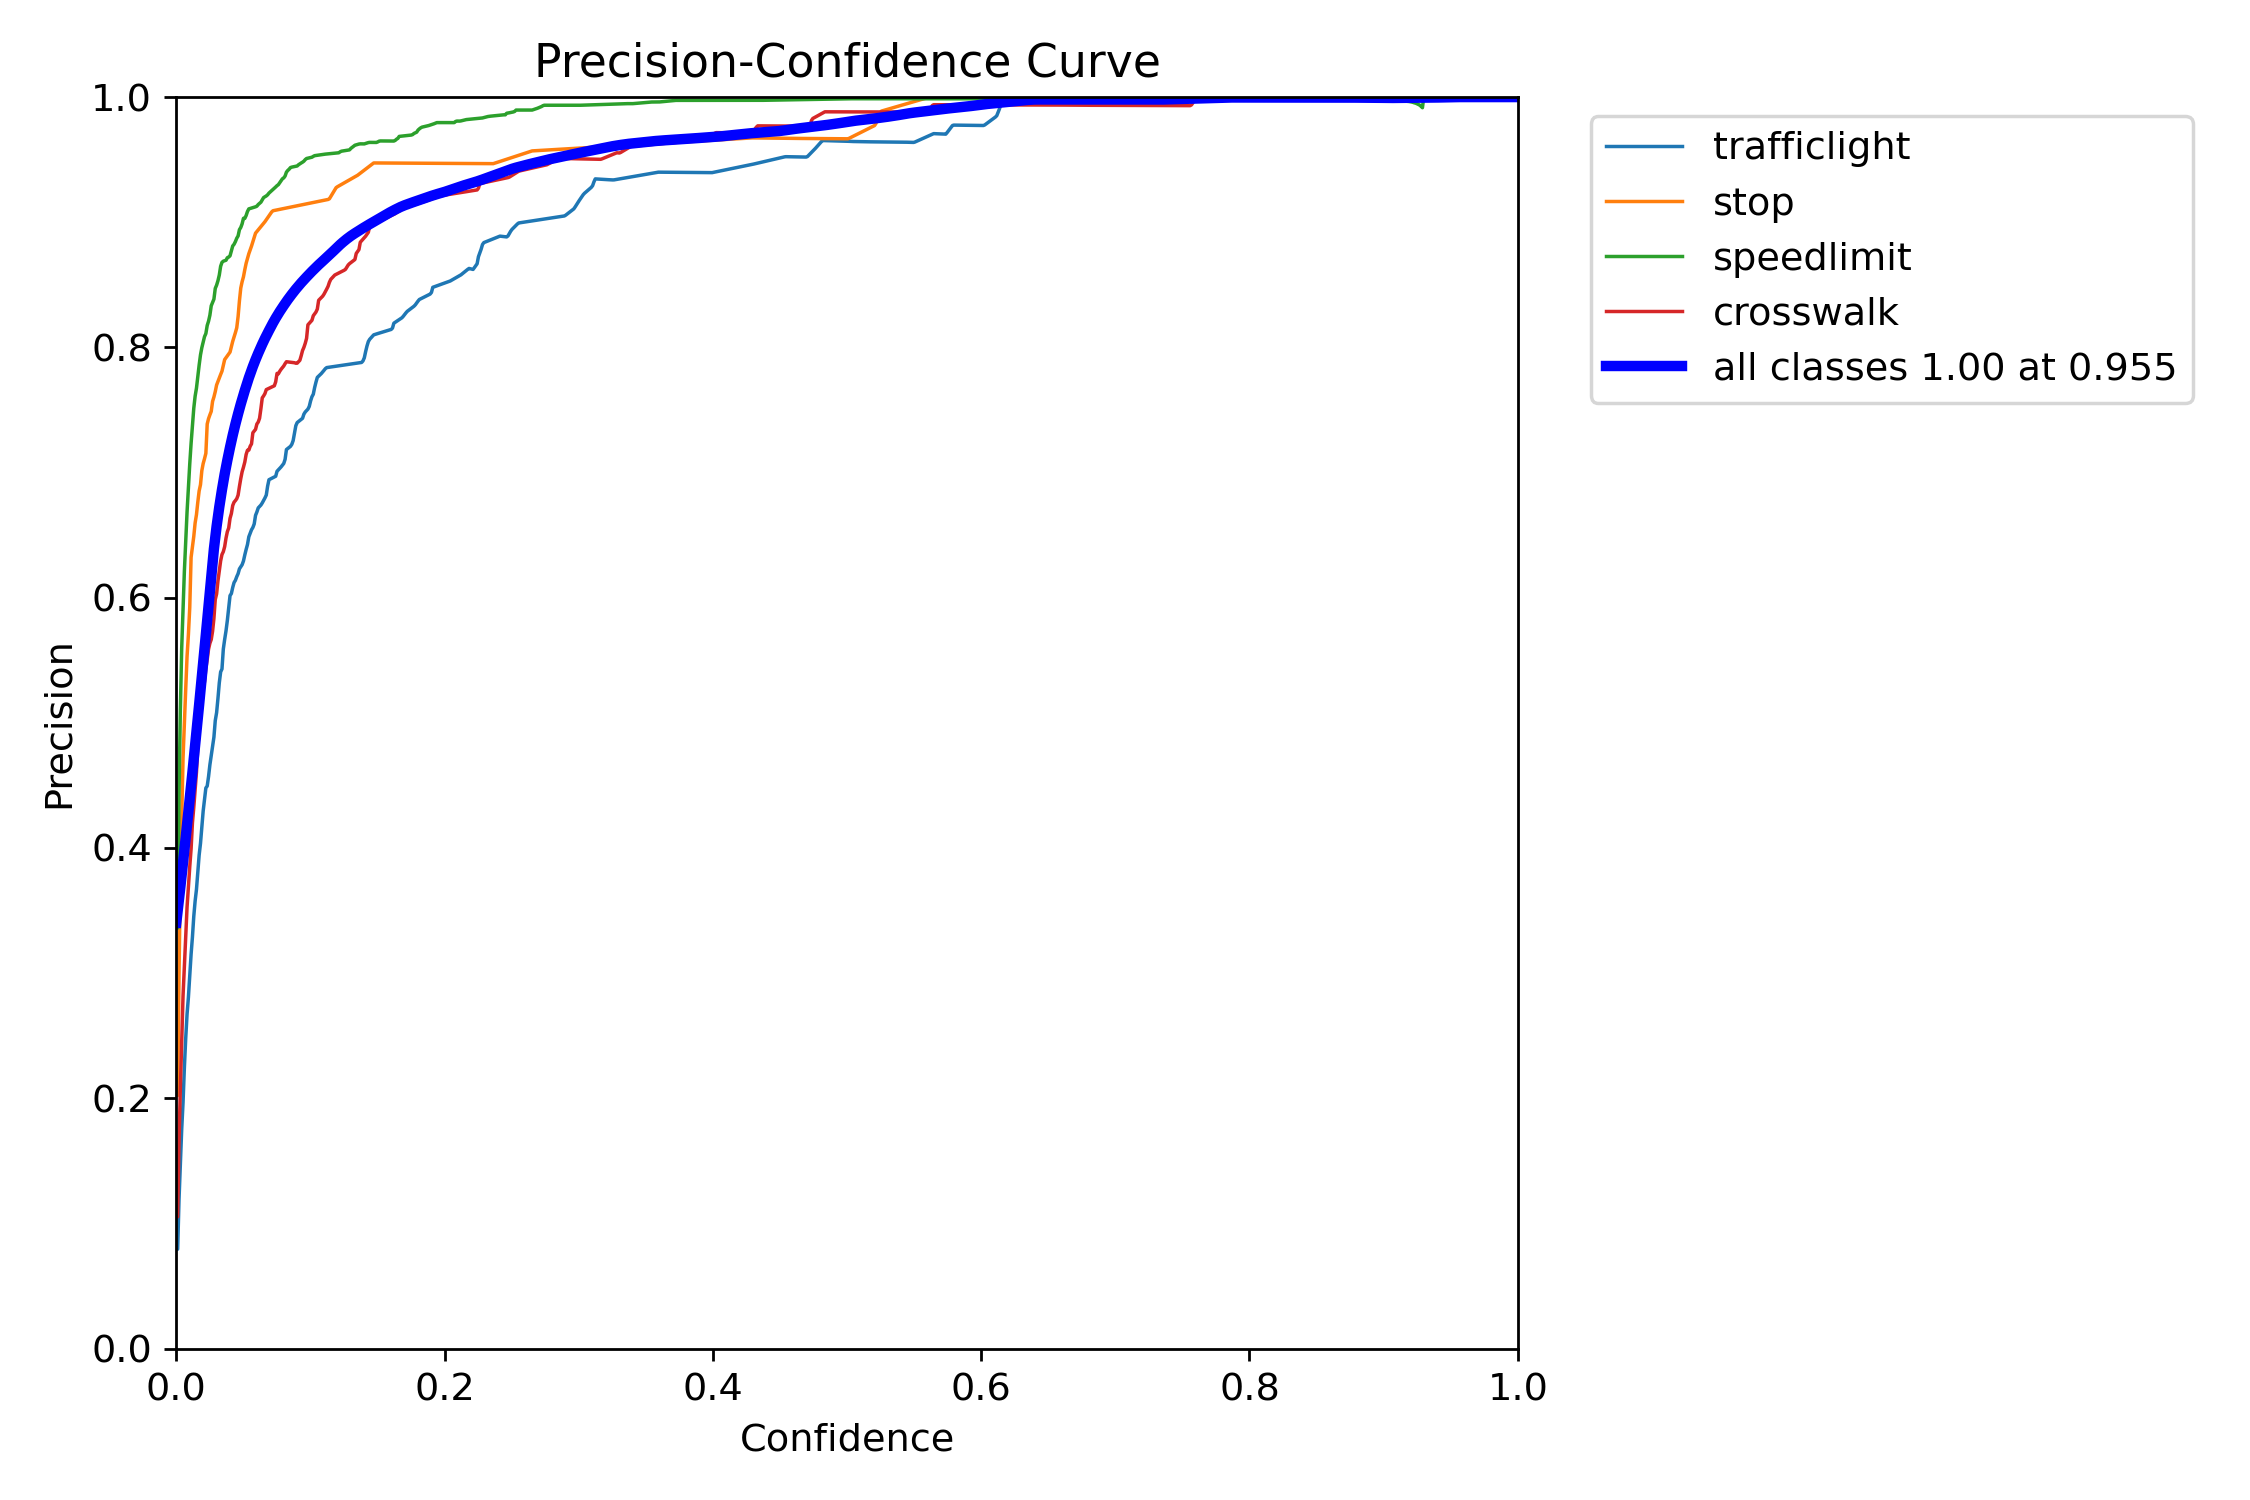 Precision-Confidence Curve
1.0
0.8
0.6
0.4
0.2
0.0
Precision
0.0 0.2 0.4 0.6 0.8 1.0
Confidence
trafficlight
stop
speedlimit
crosswalk
all classes 1.00 at 0.955